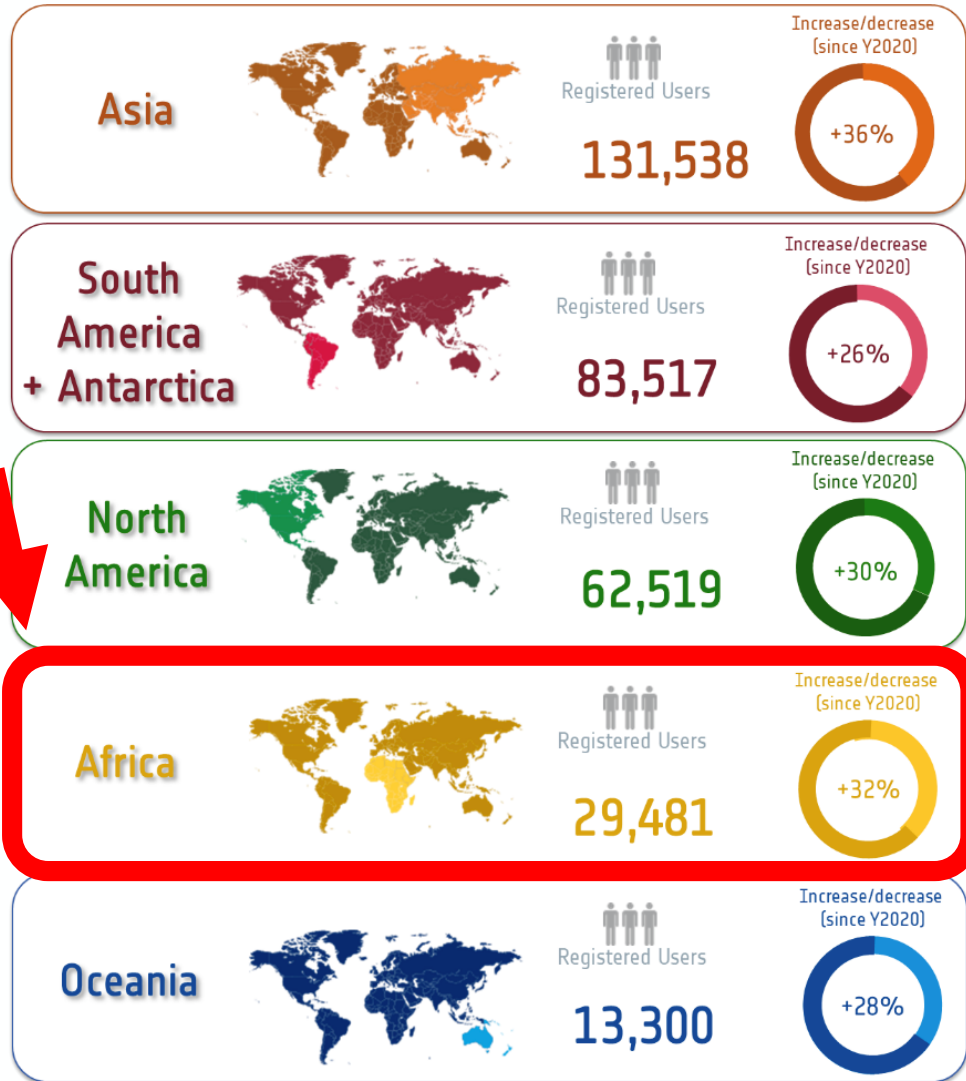 Asia
Registered Users
131,538
Increase/decrease
(since Y2020)
+36%
South
America
+ Antarctica
Registered Users
83,517
Increase/decrease
(since Y2020)
+26%
North
America
Registered Users
62,519
Increase/decrease
(since Y2020)
+30%
Africa
Registered Users
29,481
Increase/decrease
(since Y2020)
+32%
Oceania
Registered Users
13,300
Increase/decrease
(since Y2020)
+28%